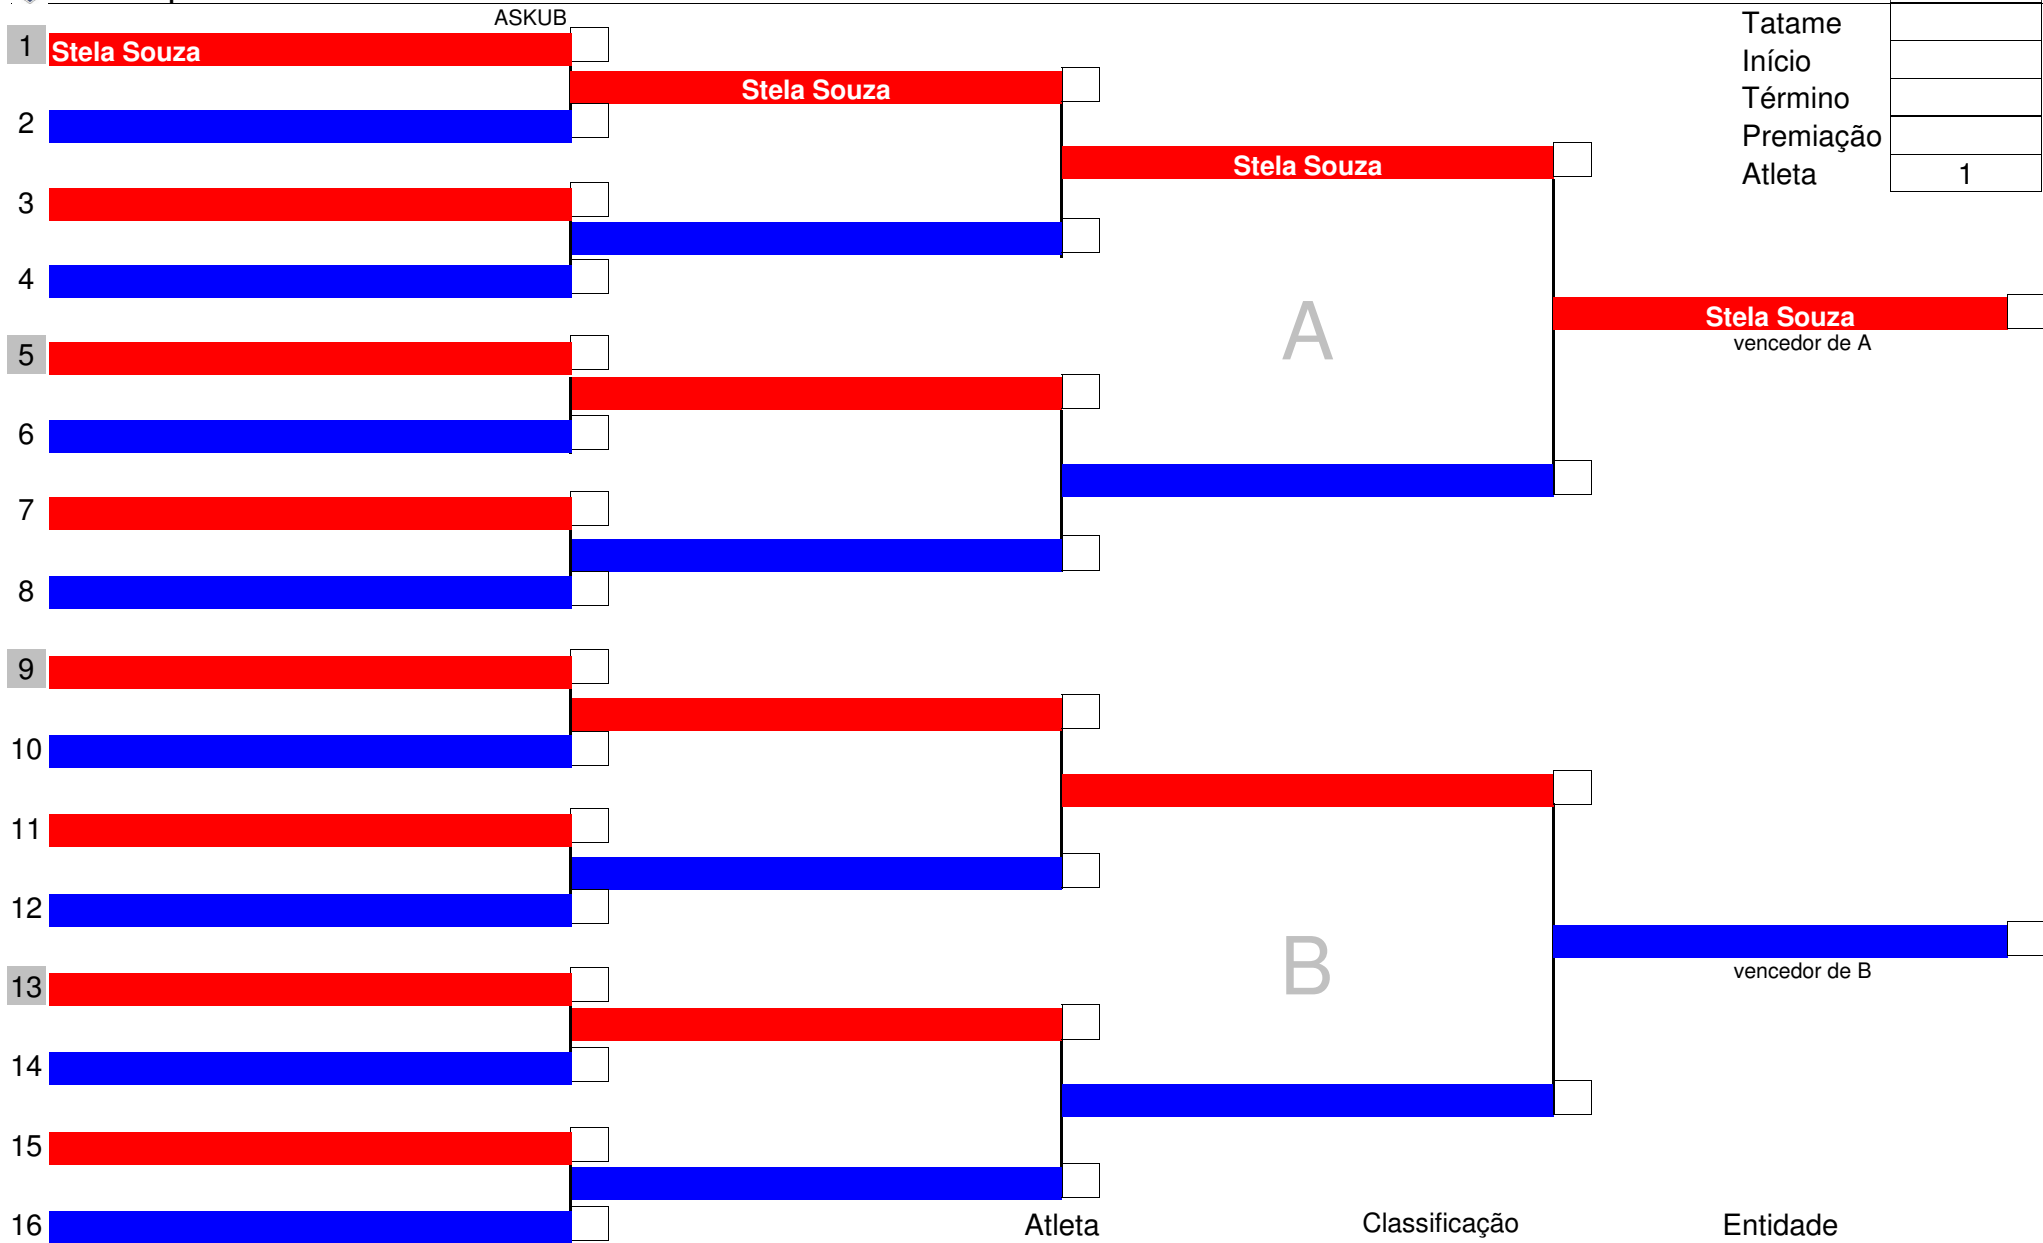 ASKUB
1 Stela Souza
Stela Souza
2
Stela Souza
3
4
A
Stela Souza
vencedor de A
5
6
7
8
9
10
11
12
B
vencedor de B
13
14
15
16
Tatame
Início
Término
Premiação
Atleta 1
Atleta Classificação Entidade